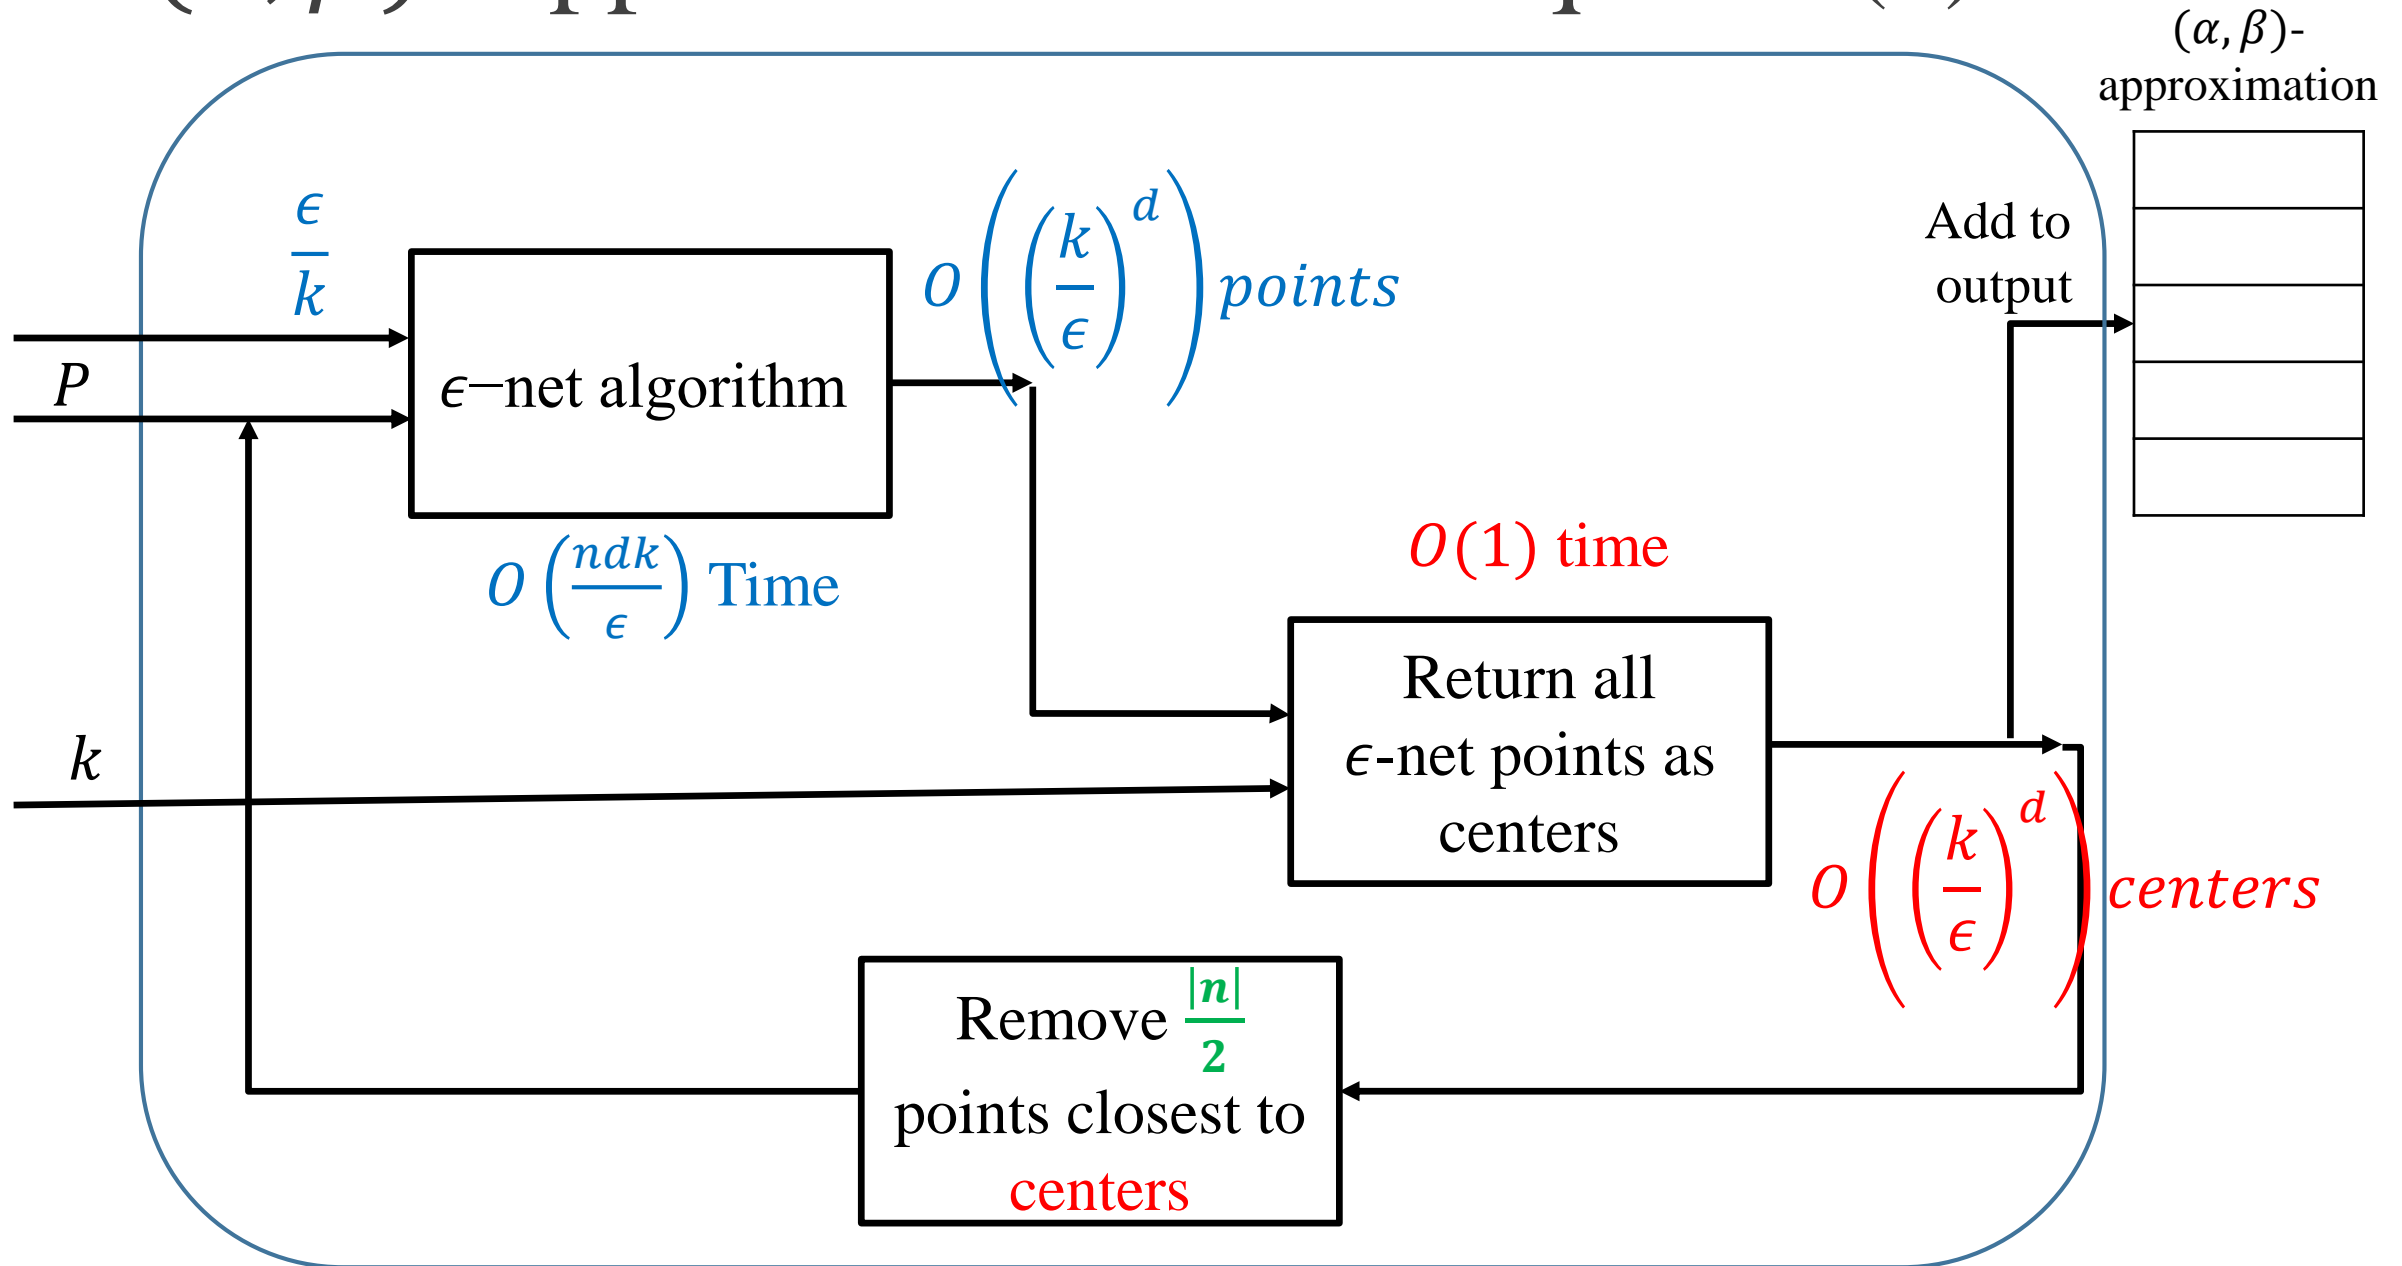 (α, β)-
approximation
ϵ/k
O((k/ϵ)^d) points
Add to
output
P
ϵ–net algorithm
O(ndk/ϵ) Time
O(1) time
k
Return all
ϵ-net points as
centers
O((k/ϵ)^d) centers
Remove |n|/2
points closest to
centers